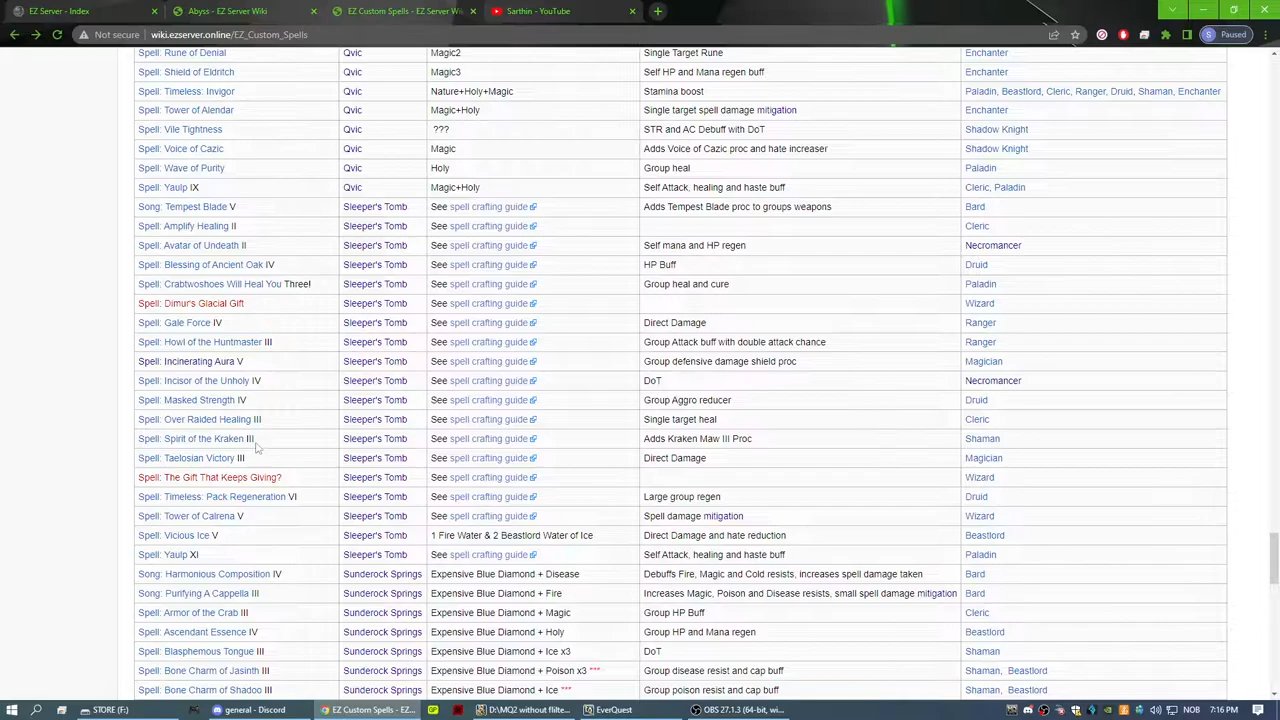 EZ Server - Index
Abyss - EZ Server Wiki
EZ Custom Spells - EZ Server Wiki
Sarthin - YouTube
Not secure wiki.ezserver.online/EZ_Custom_Spells
S Paused
Spell: Rune of Denial Qvic Magic2 Single Target Rune Enchanter
Spell: Shield of Eldritch Qvic Magic3 Self HP and Mana regen buff Enchanter
Spell: Timeless: Invigor Qvic Nature+Holy+Magic Stamina boost Paladin, Beastlord, Cleric, Ranger, Druid, Shaman, Enchanter
Spell: Tower of Alendar Qvic Magic+Holy Single target spell damage mitigation Enchanter
Spell: Vile Tightness Qvic ??? STR and AC Debuff with DoT Shadow Knight
Spell: Voice of Cazic Qvic Magic Adds Voice of Cazic proc and hate increaser Shadow Knight
Spell: Wave of Purity Qvic Holy Group heal Paladin
Spell: Yaulp IX Qvic Magic+Holy Self Attack, healing and haste buff Cleric, Paladin
Song: Tempest Blade V Sleeper's Tomb See spell crafting guide Adds Tempest Blade proc to groups weapons Bard
Spell: Amplify Healing II Sleeper's Tomb See spell crafting guide Cleric
Spell: Avatar of Undeath II Sleeper's Tomb See spell crafting guide Self mana and HP regen Necromancer
Spell: Blessing of Ancient Oak IV Sleeper's Tomb See spell crafting guide HP Buff Druid
Spell: Crabtwoshoes Will Heal You Three! Sleeper's Tomb See spell crafting guide Group heal and cure Paladin
Spell: Dimur's Glacial Gift Sleeper's Tomb See spell crafting guide Wizard
Spell: Gale Force IV Sleeper's Tomb See spell crafting guide Direct Damage Ranger
Spell: Howl of the Huntmaster III Sleeper's Tomb See spell crafting guide Group Attack buff with double attack chance Ranger
Spell: Incinerating Aura V Sleeper's Tomb See spell crafting guide Group defensive damage shield proc Magician
Spell: Incisor of the Unholy IV Sleeper's Tomb See spell crafting guide DoT Necromancer
Spell: Masked Strength IV Sleeper's Tomb See spell crafting guide Group Aggro reducer Druid
Spell: Over Raided Healing III Sleeper's Tomb See spell crafting guide Single target heal Cleric
Spell: Spirit of the Kraken III Sleeper's Tomb See spell crafting guide Adds Kraken Maw III Proc Shaman
Spell: Taelosian Victory III Sleeper's Tomb See spell crafting guide Direct Damage Magician
Spell: The Gift That Keeps Giving? Sleeper's Tomb See spell crafting guide Wizard
Spell: Timeless: Pack Regeneration VI Sleeper's Tomb See spell crafting guide Large group regen Druid
Spell: Tower of Calrena V Sleeper's Tomb See spell crafting guide Spell damage mitigation Wizard
Spell: Vicious Ice V Sleeper's Tomb 1 Fire Water & 2 Beastlord Water of Ice Direct Damage and hate reduction Beastlord
Spell: Yaulp XI Sleeper's Tomb See spell crafting guide Self Attack, healing and haste buff Paladin
Song: Harmonious Composition IV Sunderock Springs Expensive Blue Diamond + Disease Debuffs Fire, Magic and Cold resists, increases spell damage taken Bard
Song: Purifying A Cappella III Sunderock Springs Expensive Blue Diamond + Fire Increases Magic, Poison and Disease resists, small spell damage mitigation Bard
Spell: Armor of the Crab III Sunderock Springs Expensive Blue Diamond + Magic Group HP Buff Cleric
Spell: Ascendant Essence IV Sunderock Springs Expensive Blue Diamond + Holy Group HP and Mana regen Beastlord
Spell: Blasphemous Tongue III Sunderock Springs Expensive Blue Diamond + Ice x3 DoT Shaman
Spell: Bone Charm of Jasinth III Sunderock Springs Expensive Blue Diamond + Poison x3 *** Group disease resist and cap buff Shaman, Beastlord
Spell: Bone Charm of Shadoo III Sunderock Springs Expensive Blue Diamond + Ice *** Group poison resist and cap buff Shaman, Beastlord
STORE (F:) general - Discord EZ Custom Spells - EZ... D:\MQ2 without filte... EverQuest OBS 27.1.3 (64-bit, wi... NOB 7:16 PM